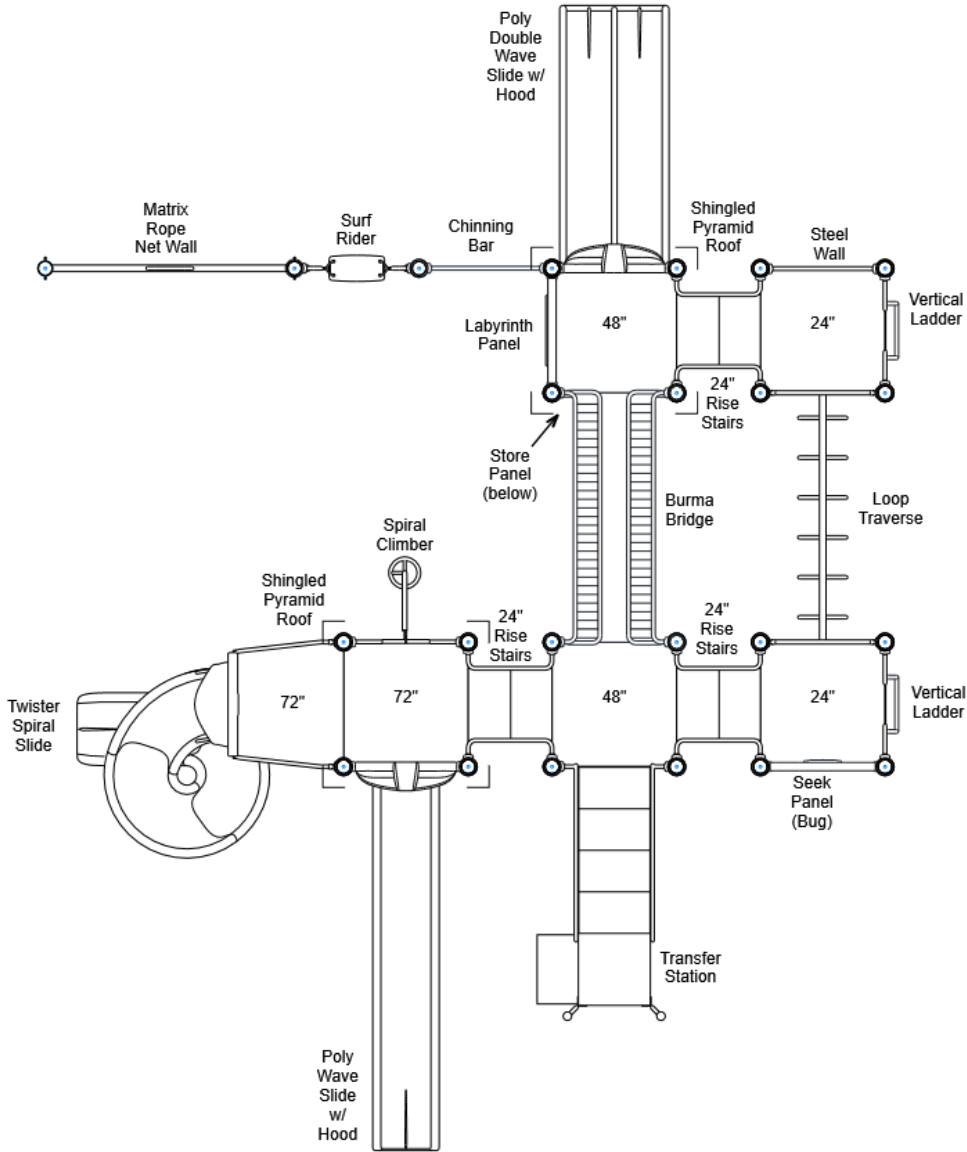 Poly
Double
Wave
Slide w/
Hood
Matrix
Rope
Net Wall
Surf
Rider
Chinning
Bar
Shingled
Pyramid
Roof
Steel
Wall
Labyrinth
Panel
48"
24"
Vertical
Ladder
24"
Rise
Stairs
Store
Panel
(below)
Burma
Bridge
Loop
Traverse
Spiral
Climber
Shingled
Pyramid
Roof
24"
Rise
Stairs
24"
Rise
Stairs
Twister
Spiral
Slide
72"
72"
48"
24"
Vertical
Ladder
Seek
Panel
(Bug)
Transfer
Station
Poly
Wave
Slide
w/
Hood